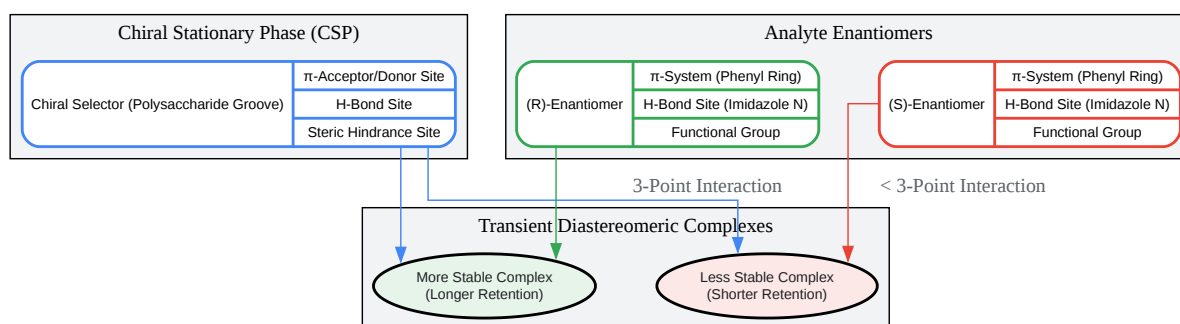 Chiral Stationary Phase (CSP)
Chiral Selector (Polysaccharide Groove)
π-Acceptor/Donor Site
H-Bond Site
Steric Hindrance Site
Analyte Enantiomers
(R)-Enantiomer
π-System (Phenyl Ring)
H-Bond Site (Imidazole N)
Functional Group
(S)-Enantiomer
π-System (Phenyl Ring)
H-Bond Site (Imidazole N)
Functional Group
3-Point Interaction
< 3-Point Interaction
Transient Diastereomeric Complexes
More Stable Complex
(Longer Retention)
Less Stable Complex
(Shorter Retention)